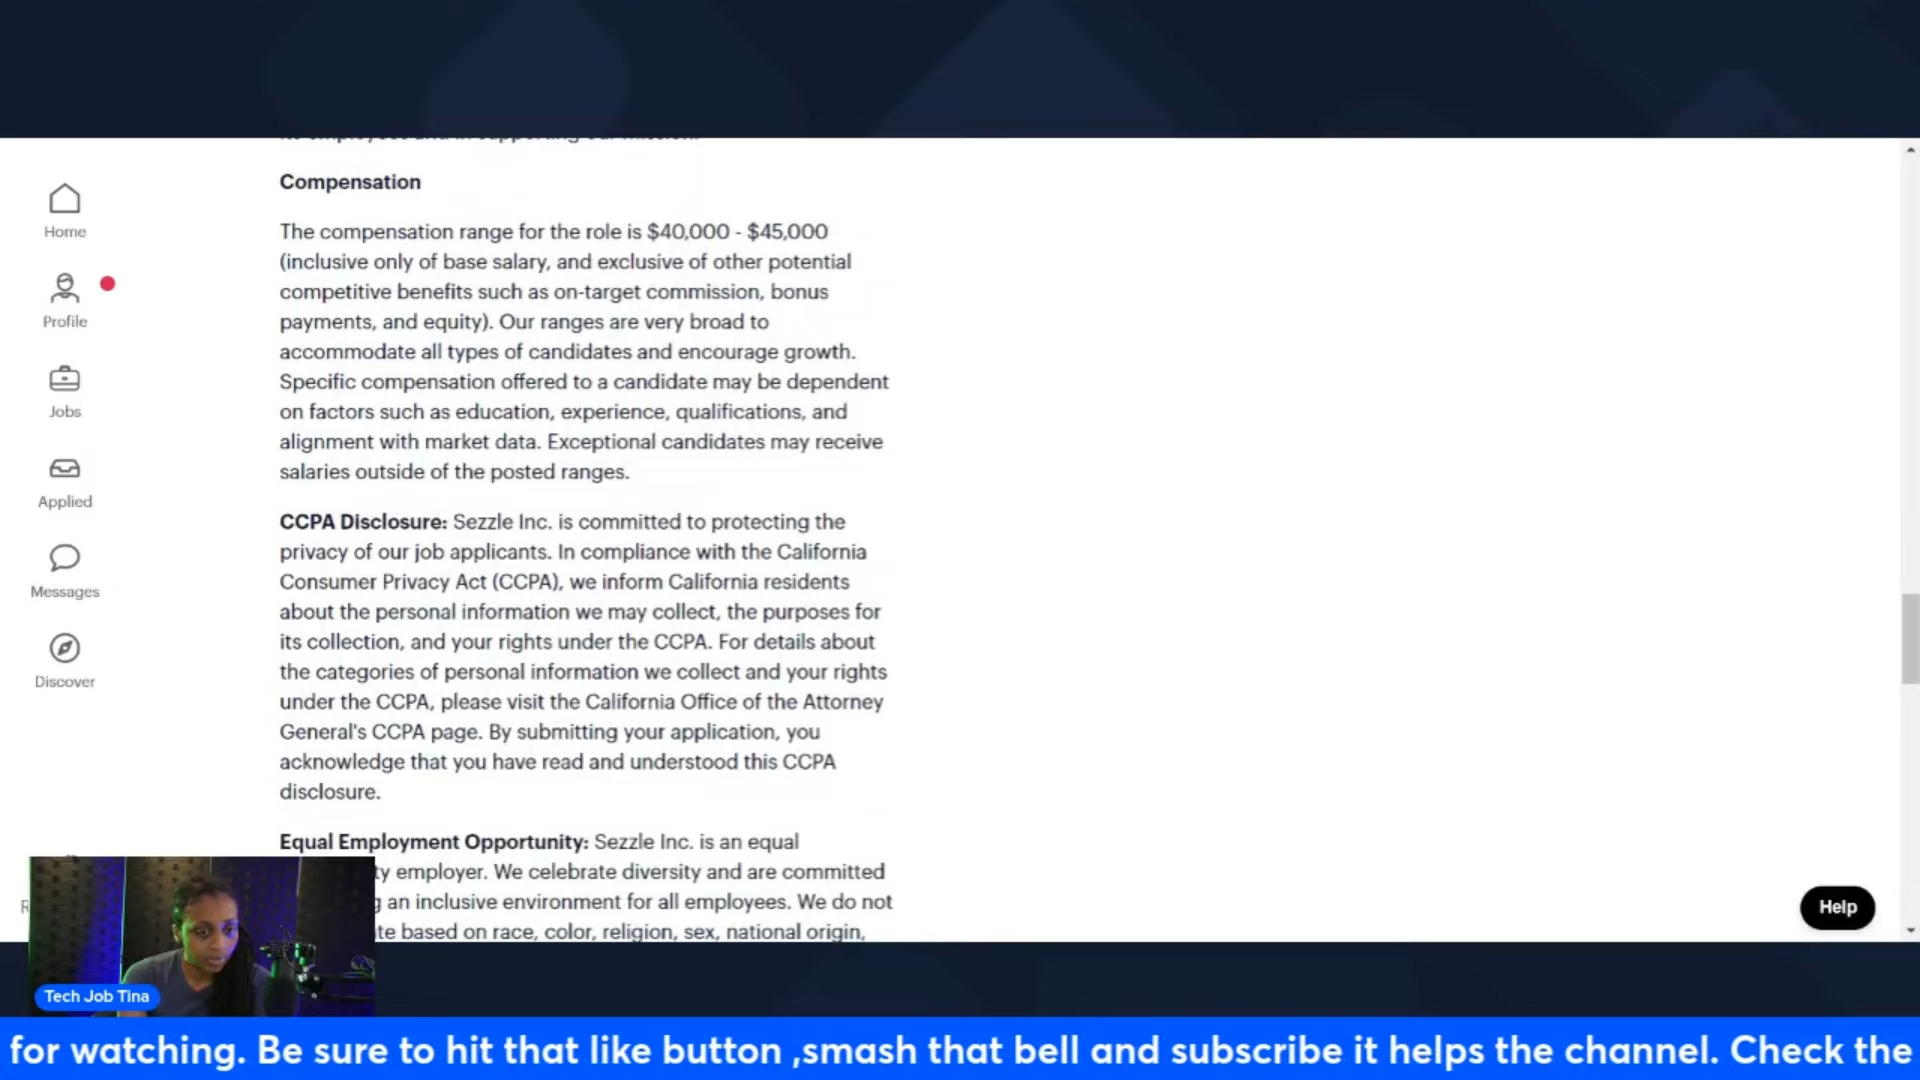 its employees and in supporting our mission.
Compensation
The compensation range for the role is $40,000 - $45,000
(inclusive only of base salary, and exclusive of other potential
competitive benefits such as on-target commission, bonus
payments, and equity). Our ranges are very broad to
accommodate all types of candidates and encourage growth.
Specific compensation offered to a candidate may be dependent
on factors such as education, experience, qualifications, and
alignment with market data. Exceptional candidates may receive
salaries outside of the posted ranges.
CCPA Disclosure: Sezzle Inc. is committed to protecting the
privacy of our job applicants. In compliance with the California
Consumer Privacy Act (CCPA), we inform California residents
about the personal information we may collect, the purposes for
its collection, and your rights under the CCPA. For details about
the categories of personal information we collect and your rights
under the CCPA, please visit the California Office of the Attorney
General's CCPA page. By submitting your application, you
acknowledge that you have read and understood this CCPA
disclosure.
Equal Employment Opportunity: Sezzle Inc. is an equal
ty employer. We celebrate diversity and are committed
g an inclusive environment for all employees. We do not
te based on race, color, religion, sex, national origin,
Home
Profile
Jobs
Applied
Messages
Discover
R
Help
Tech Job Tina
for watching. Be sure to hit that like button ,smash that bell and subscribe it helps the channel. Check the